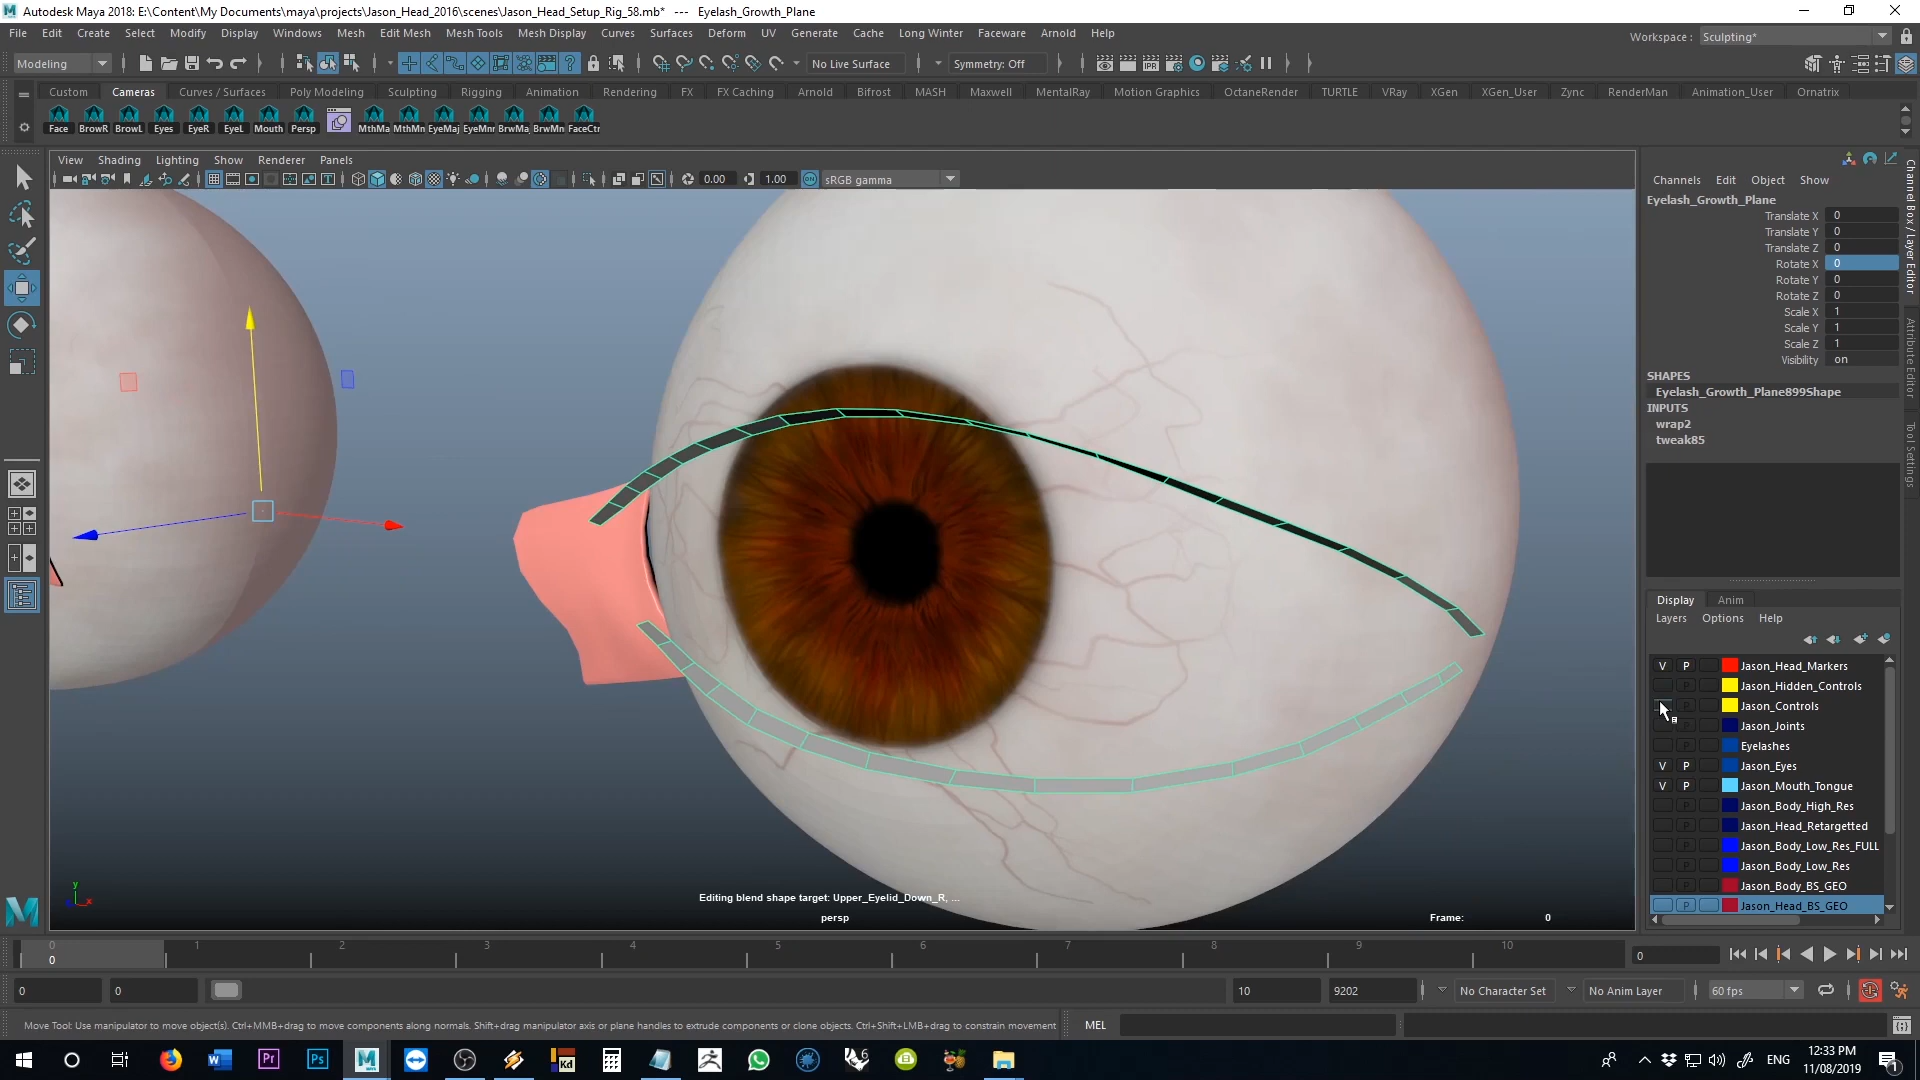 Autodesk Maya 2018: E:\Content\My Documents\maya\projects\Jason_Head_2016\scenes\Jason_Head_Setup_Rig_58.mb* --- Eyelash_Growth_Plane
File Edit Create Select Modify Display Windows Mesh Edit Mesh Mesh Tools Mesh Display Curves Surfaces Deform UV Generate Cache Long Winter Faceware Arnold Help
Workspace : Sculpting*
Modeling No Live Surface Symmetry: Off
Custom Cameras Curves / Surfaces Poly Modeling Sculpting Rigging Animation Rendering FX FX Caching Arnold Bifrost MASH Maxwell MentalRay Motion Graphics OctaneRender TURTLE VRay XGen XGen_User Zync RenderMan Animation_User Ornatrix
Face BrowR BrowL Eyes EyeR EyeL Mouth Persp MthMa MthMn EyeMaj EyeMnr BrwMa BrwMn FaceCtr
View Shading Lighting Show Renderer Panels
0.00 1.00 ON sRGB gamma
Channels Edit Object Show
Eyelash_Growth_Plane
Translate X 0
Translate Y 0
Translate Z 0
Rotate X 0
Rotate Y 0
Rotate Z 0
Scale X 1
Scale Y 1
Scale Z 1
Visibility on
SHAPES
Eyelash_Growth_Plane899Shape
INPUTS
wrap2
tweak85
Channel Box / Layer Editor
Attribute Editor
Tool Settings
Display Anim
Layers Options Help
V P Jason_Head_Markers
P Jason_Hidden_Controls
P Jason_Controls
P Jason_Joints
P Eyelashes
V P Jason_Eyes
V P Jason_Mouth_Tongue
P Jason_Body_High_Res
P Jason_Head_Retargetted
P Jason_Body_Low_Res_FULL
P Jason_Body_Low_Res
P Jason_Body_BS_GEO
P Jason_Head_BS_GEO
y
x
Editing blend shape target: Upper_Eyelid_Down_R, ...
persp
Frame: 0
0 1 2 3 4 5 6 7 8 9 10
0
0
0 0 10 9202 No Character Set No Anim Layer 60 fps
Move Tool: Use manipulator to move object(s). Ctrl+MMB+drag to move components along normals. Shift+drag manipulator axis or plane handles to extrude components or clone objects. Ctrl+Shift+LMB+drag to constrain movement
MEL
ENG
12:33 PM
11/08/2019